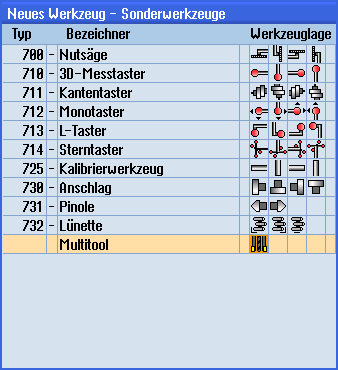 Neues Werkzeug - Sonderwerkzeuge
Typ Bezeichner Werkzeuglage
700 - Nutsäge
710 - 3D-Messtaster
711 - Kantentaster
712 - Monotaster
713 - L-Taster
714 - Sterntaster
725 - Kalibrierwerkzeug
730 - Anschlag
731 - Pinole
732 - Lünette
Multitool